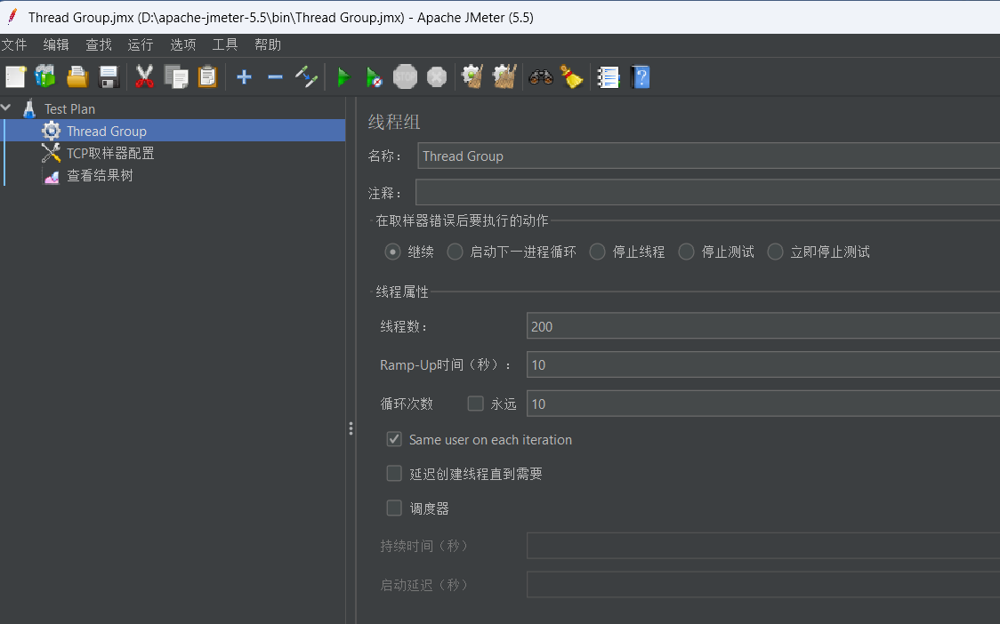 Thread Group.jmx (D:\apache-jmeter-5.5\bin\Thread Group.jmx) - Apache JMeter (5.5)
文件 编辑 查找 运行 选项 工具 帮助
STOP
Test Plan
Thread Group
TCP取样器配置
查看结果树
线程组
名称： Thread Group
注释：
在取样器错误后要执行的动作
继续 启动下一进程循环 停止线程 停止测试 立即停止测试
线程属性
线程数： 200
Ramp-Up时间（秒）： 10
循环次数 永远 10
Same user on each iteration
延迟创建线程直到需要
调度器
持续时间（秒）
启动延迟（秒）